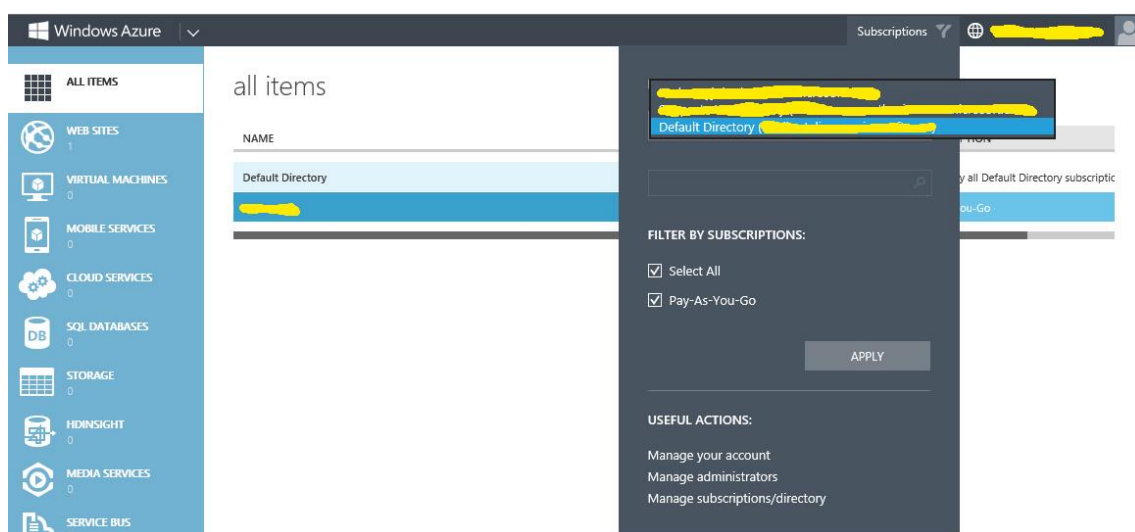 Windows Azure
Subscriptions
ALL ITEMS
WEB SITES
1
VIRTUAL MACHINES
0
MOBILE SERVICES
0
CLOUD SERVICES
0
SQL DATABASES
0
DB
STORAGE
0
HDINSIGHT
0
MEDIA SERVICES
0
SERVICE BUS
all items
NAME
Default Directory
Default Directory (
FILTER BY SUBSCRIPTIONS:
Select All
Pay-As-You-Go
APPLY
USEFUL ACTIONS:
Manage your account
Manage administrators
Manage subscriptions/directory
all Default Directory
ou-Go